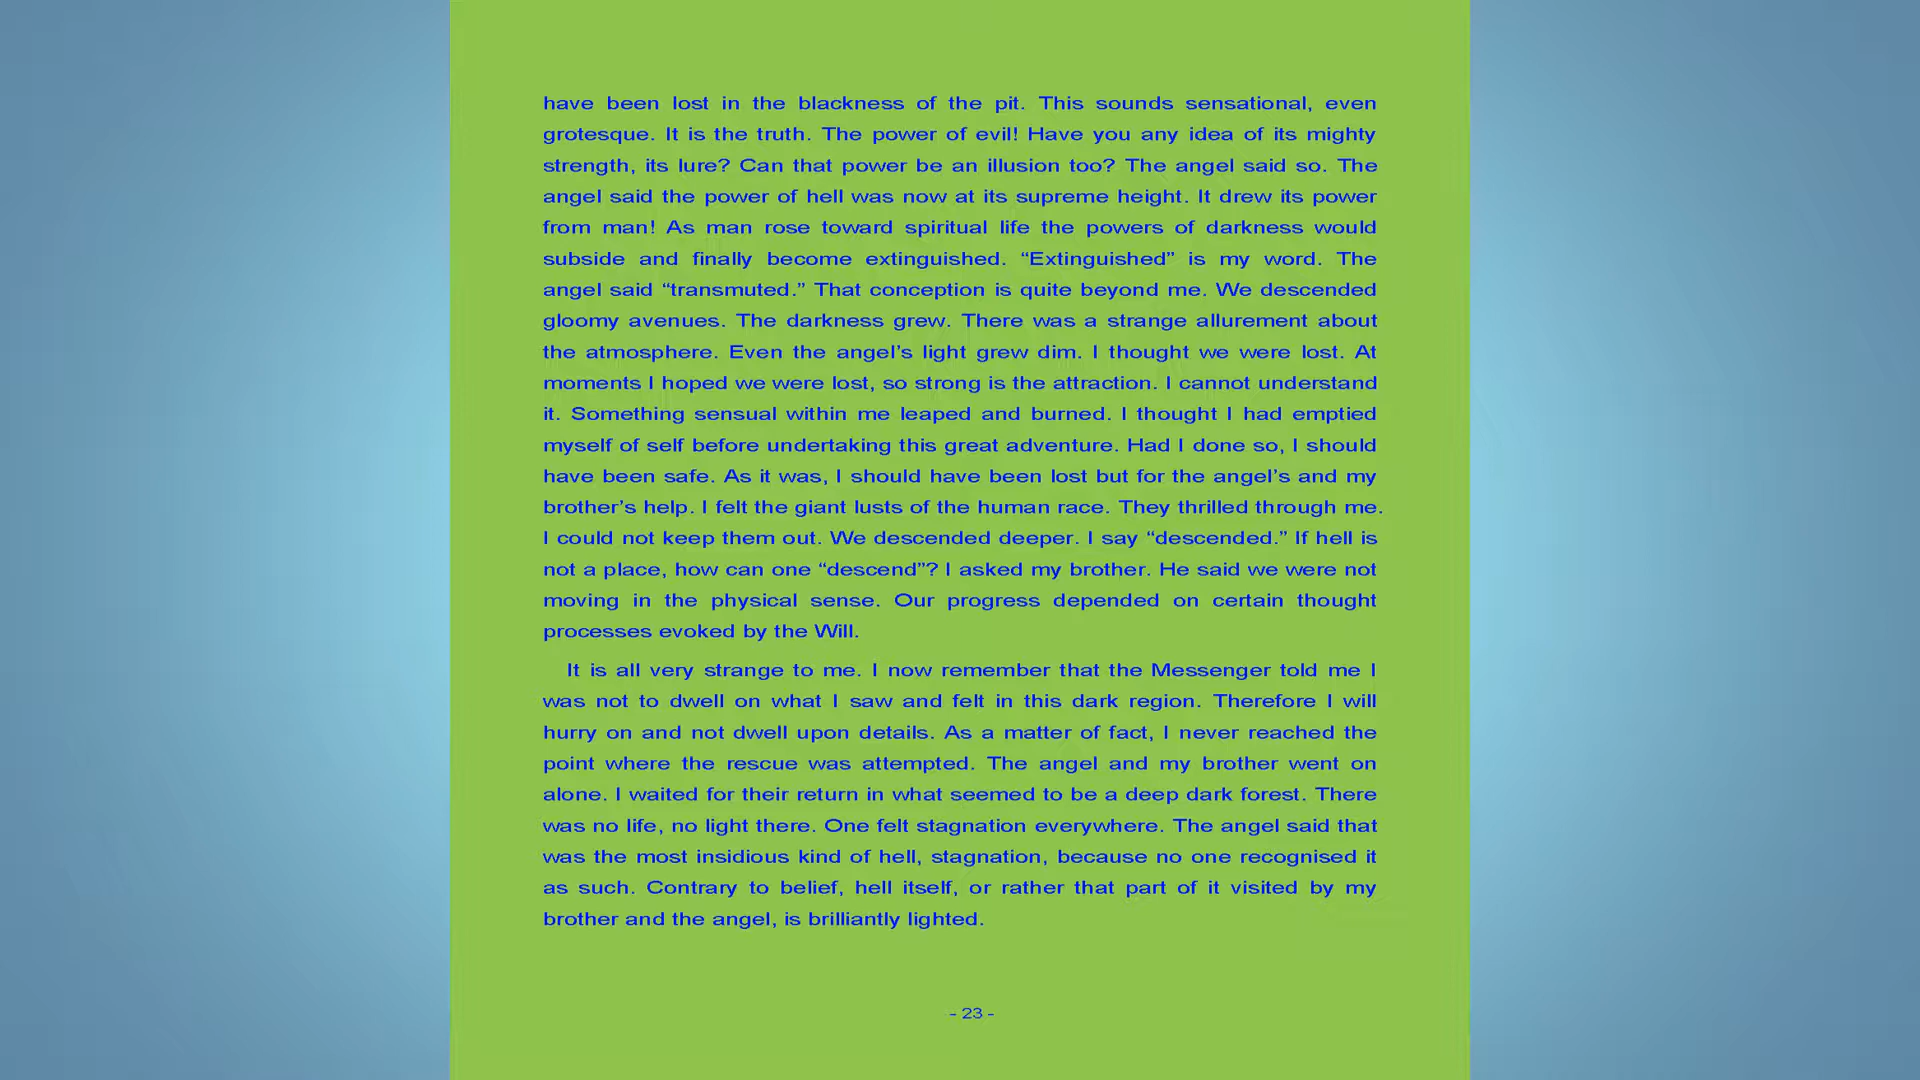 have been lost in the blackness of the pit. This sounds sensational, even
grotesque. It is the truth. The power of evil! Have you any idea of its mighty
strength, its lure? Can that power be an illusion too? The angel said so. The
angel said the power of hell was now at its supreme height. It drew its power
from man! As man rose toward spiritual life the powers of darkness would
subside and finally become extinguished. “Extinguished” is my word. The
angel said “transmuted.” That conception is quite beyond me. We descended
gloomy avenues. The darkness grew. There was a strange allurement about
the atmosphere. Even the angel’s light grew dim. I thought we were lost. At
moments I hoped we were lost, so strong is the attraction. I cannot understand
it. Something sensual within me leaped and burned. I thought I had emptied
myself of self before undertaking this great adventure. Had I done so, I should
have been safe. As it was, I should have been lost but for the angel’s and my
brother’s help. I felt the giant lusts of the human race. They thrilled through me.
I could not keep them out. We descended deeper. I say “descended.” If hell is
not a place, how can one “descend”? I asked my brother. He said we were not
moving in the physical sense. Our progress depended on certain thought
processes evoked by the Will.
It is all very strange to me. I now remember that the Messenger told me I
was not to dwell on what I saw and felt in this dark region. Therefore I will
hurry on and not dwell upon details. As a matter of fact, I never reached the
point where the rescue was attempted. The angel and my brother went on
alone. I waited for their return in what seemed to be a deep dark forest. There
was no life, no light there. One felt stagnation everywhere. The angel said that
was the most insidious kind of hell, stagnation, because no one recognised it
as such. Contrary to belief, hell itself, or rather that part of it visited by my
brother and the angel, is brilliantly lighted.
- 23 -